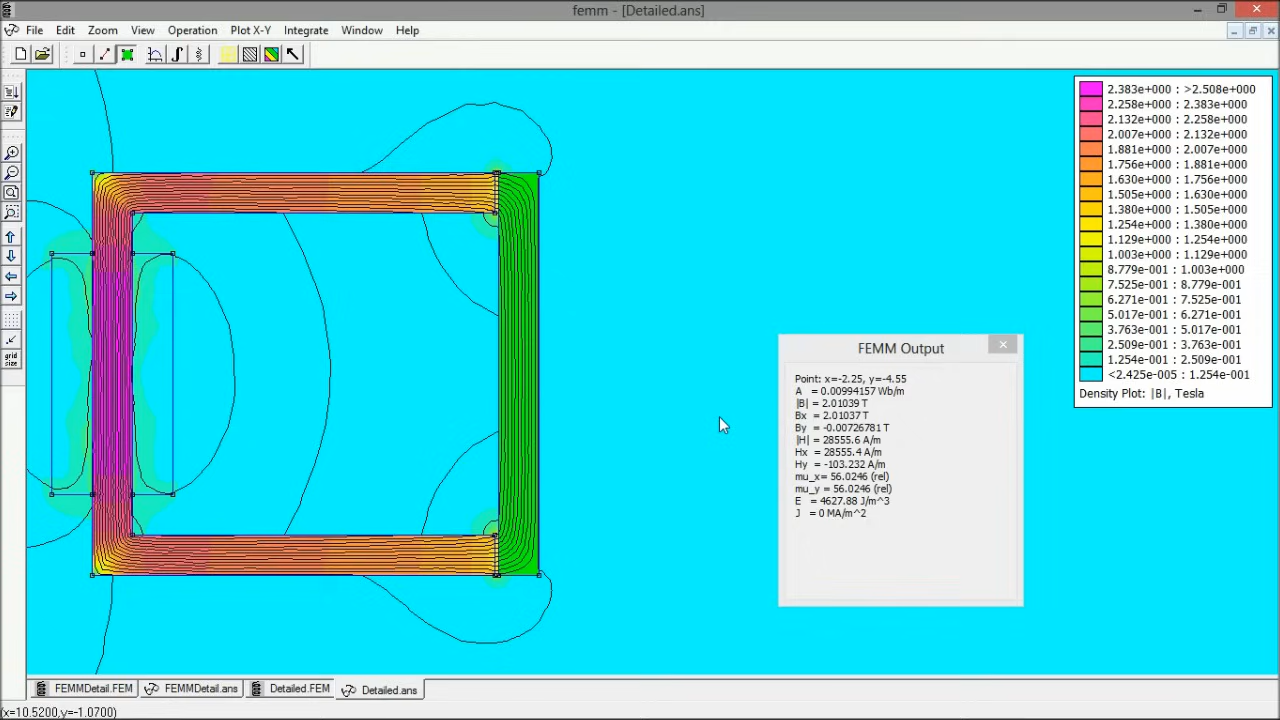 femm - [Detailed.ans]
File Edit Zoom View Operation Plot X-Y Integrate Window Help
2.383e+000 : >2.508e+000
2.258e+000 : 2.383e+000
2.132e+000 : 2.258e+000
2.007e+000 : 2.132e+000
1.881e+000 : 2.007e+000
1.756e+000 : 1.881e+000
1.630e+000 : 1.756e+000
1.505e+000 : 1.630e+000
1.380e+000 : 1.505e+000
1.254e+000 : 1.380e+000
1.129e+000 : 1.254e+000
1.003e+000 : 1.129e+000
8.779e-001 : 1.003e+000
7.525e-001 : 8.779e-001
6.271e-001 : 7.525e-001
5.017e-001 : 6.271e-001
3.763e-001 : 5.017e-001
2.509e-001 : 3.763e-001
1.254e-001 : 2.509e-001
<2.425e-005 : 1.254e-001
Density Plot: |B|, Tesla
grid
size
FEMM Output
Point: x=-2.25, y=-4.55
A = 0.00994157 Wb/m
|B| = 2.01039 T
Bx = 2.01037 T
By = -0.00726781 T
|H| = 28555.6 A/m
Hx = 28555.4 A/m
Hy = -103.232 A/m
mu_x= 56.0246 (rel)
mu_y = 56.0246 (rel)
E = 4627.88 J/m^3
J = 0 MA/m^2
FEMMDetail.FEM FEMMDetail.ans Detailed.FEM Detailed.ans
(x=10.5200,y=-1.0700)